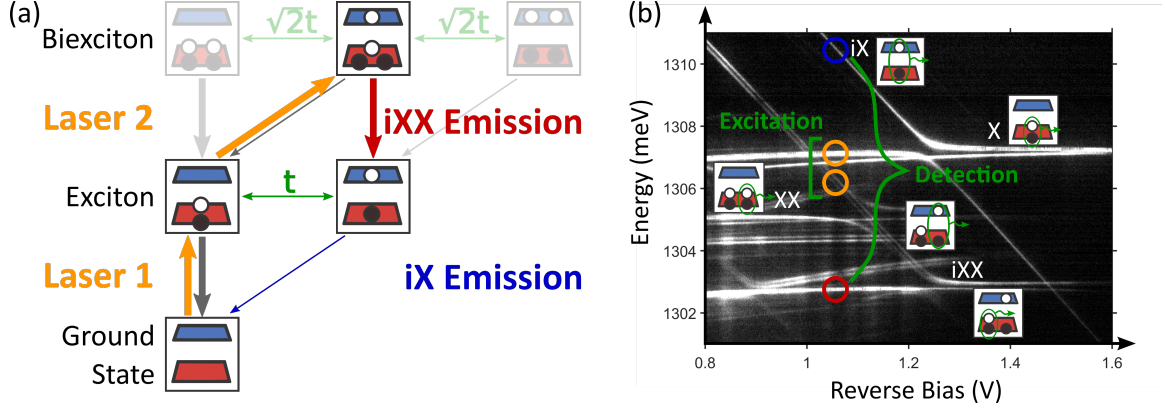 (a)
Biexciton
√2t
√2t
Laser 2
iXX Emission
Exciton
t
Laser 1
iX Emission
Ground
State
(b)
Energy (meV)
1310
1308
1306
1304
1302
0.8
1
1.2
1.4
1.6
Reverse Bias (V)
iX
X
Excitation
Detection
XX
iXX